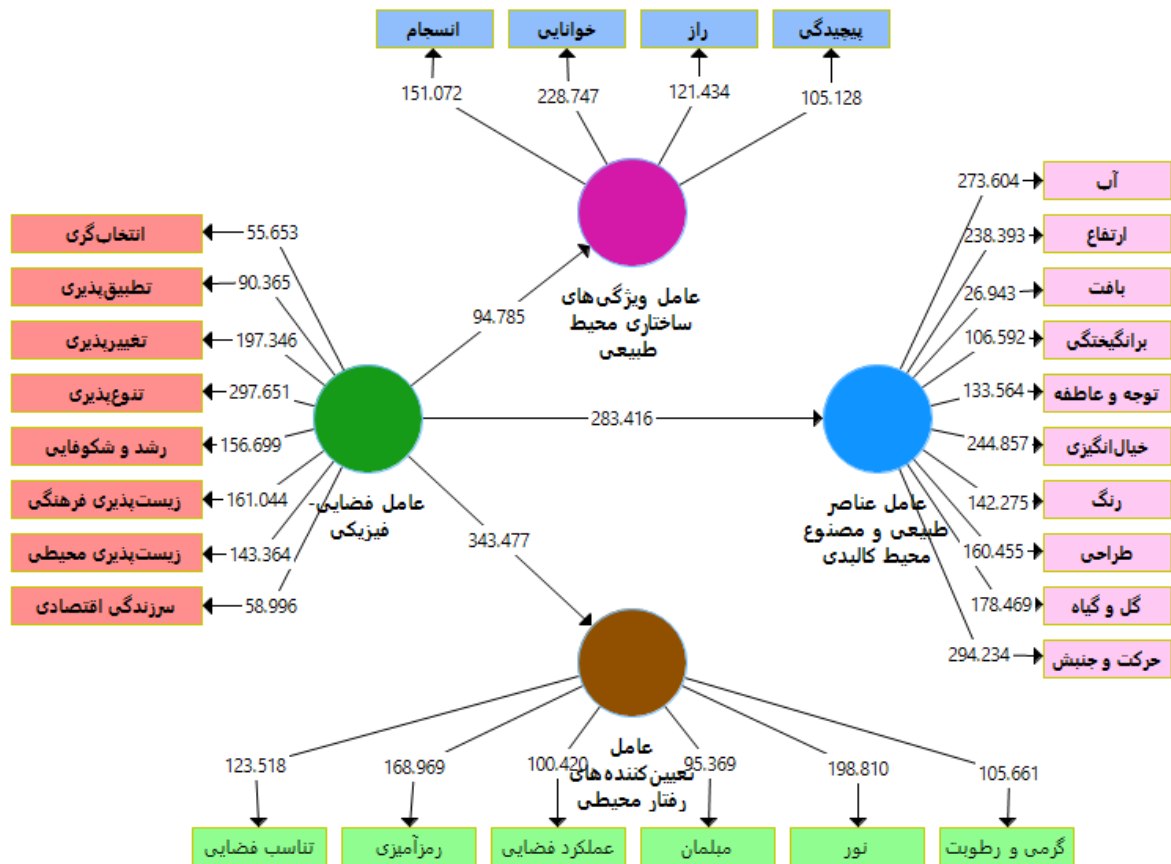 انسجام
خوانایی
راز
پیچیدگی
151.072
228.747
121.434
105.128
عامل ویژگی‌های
ساختاری محیط
طبیعی
انتخاب‌گری
55.653
تطبیق‌پذیری
90.365
تغییرپذیری
197.346
تنوع‌پذیری
297.651
رشد و شکوفایی
156.699
زیست‌پذیری فرهنگی
161.044
زیست‌پذیری محیطی
143.364
سرزندگی اقتصادی
58.996
عامل فضایی-
فیزیکی
94.785
283.416
343.477
273.604
آب
238.393
ارتفاع
26.943
بافت
106.592
برانگیختگی
133.564
توجه و عاطفه
244.857
خیال‌انگیزی
142.275
رنگ
160.455
طراحی
178.469
گل و گیاه
294.234
حرکت و جنبش
عامل عناصر
طبیعی و مصنوع
محیط کالبدی
عامل
تعیین‌کننده‌های
رفتار محیطی
123.518
168.969
100.420
95.369
198.810
105.661
تناسب فضایی
رمزآمیزی
عملکرد فضایی
مبلمان
نور
گرمی و رطوبت